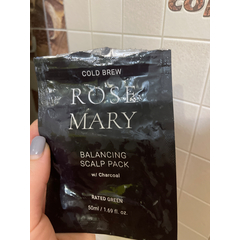 COLD BREW
ROSE
MARY
BALANCING
SCALP PACK
w/ Charcoal
RATED GREEN
50ml / 1.69 fl. oz.